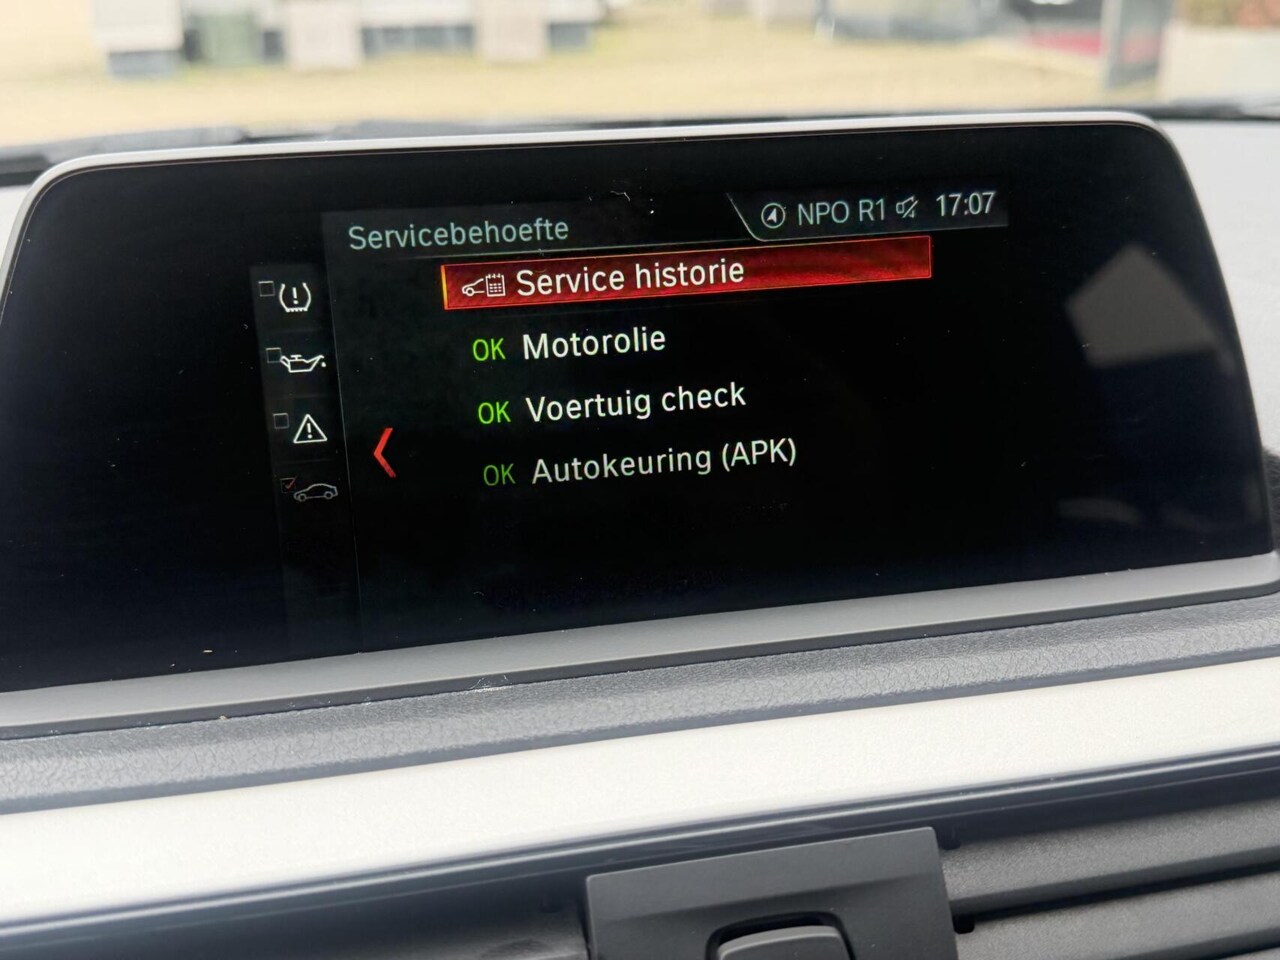 Servicebehoefte
NPO R1 17:07
Service historie
OK Motorolie
OK Voertuig check
OK Autokeuring (APK)